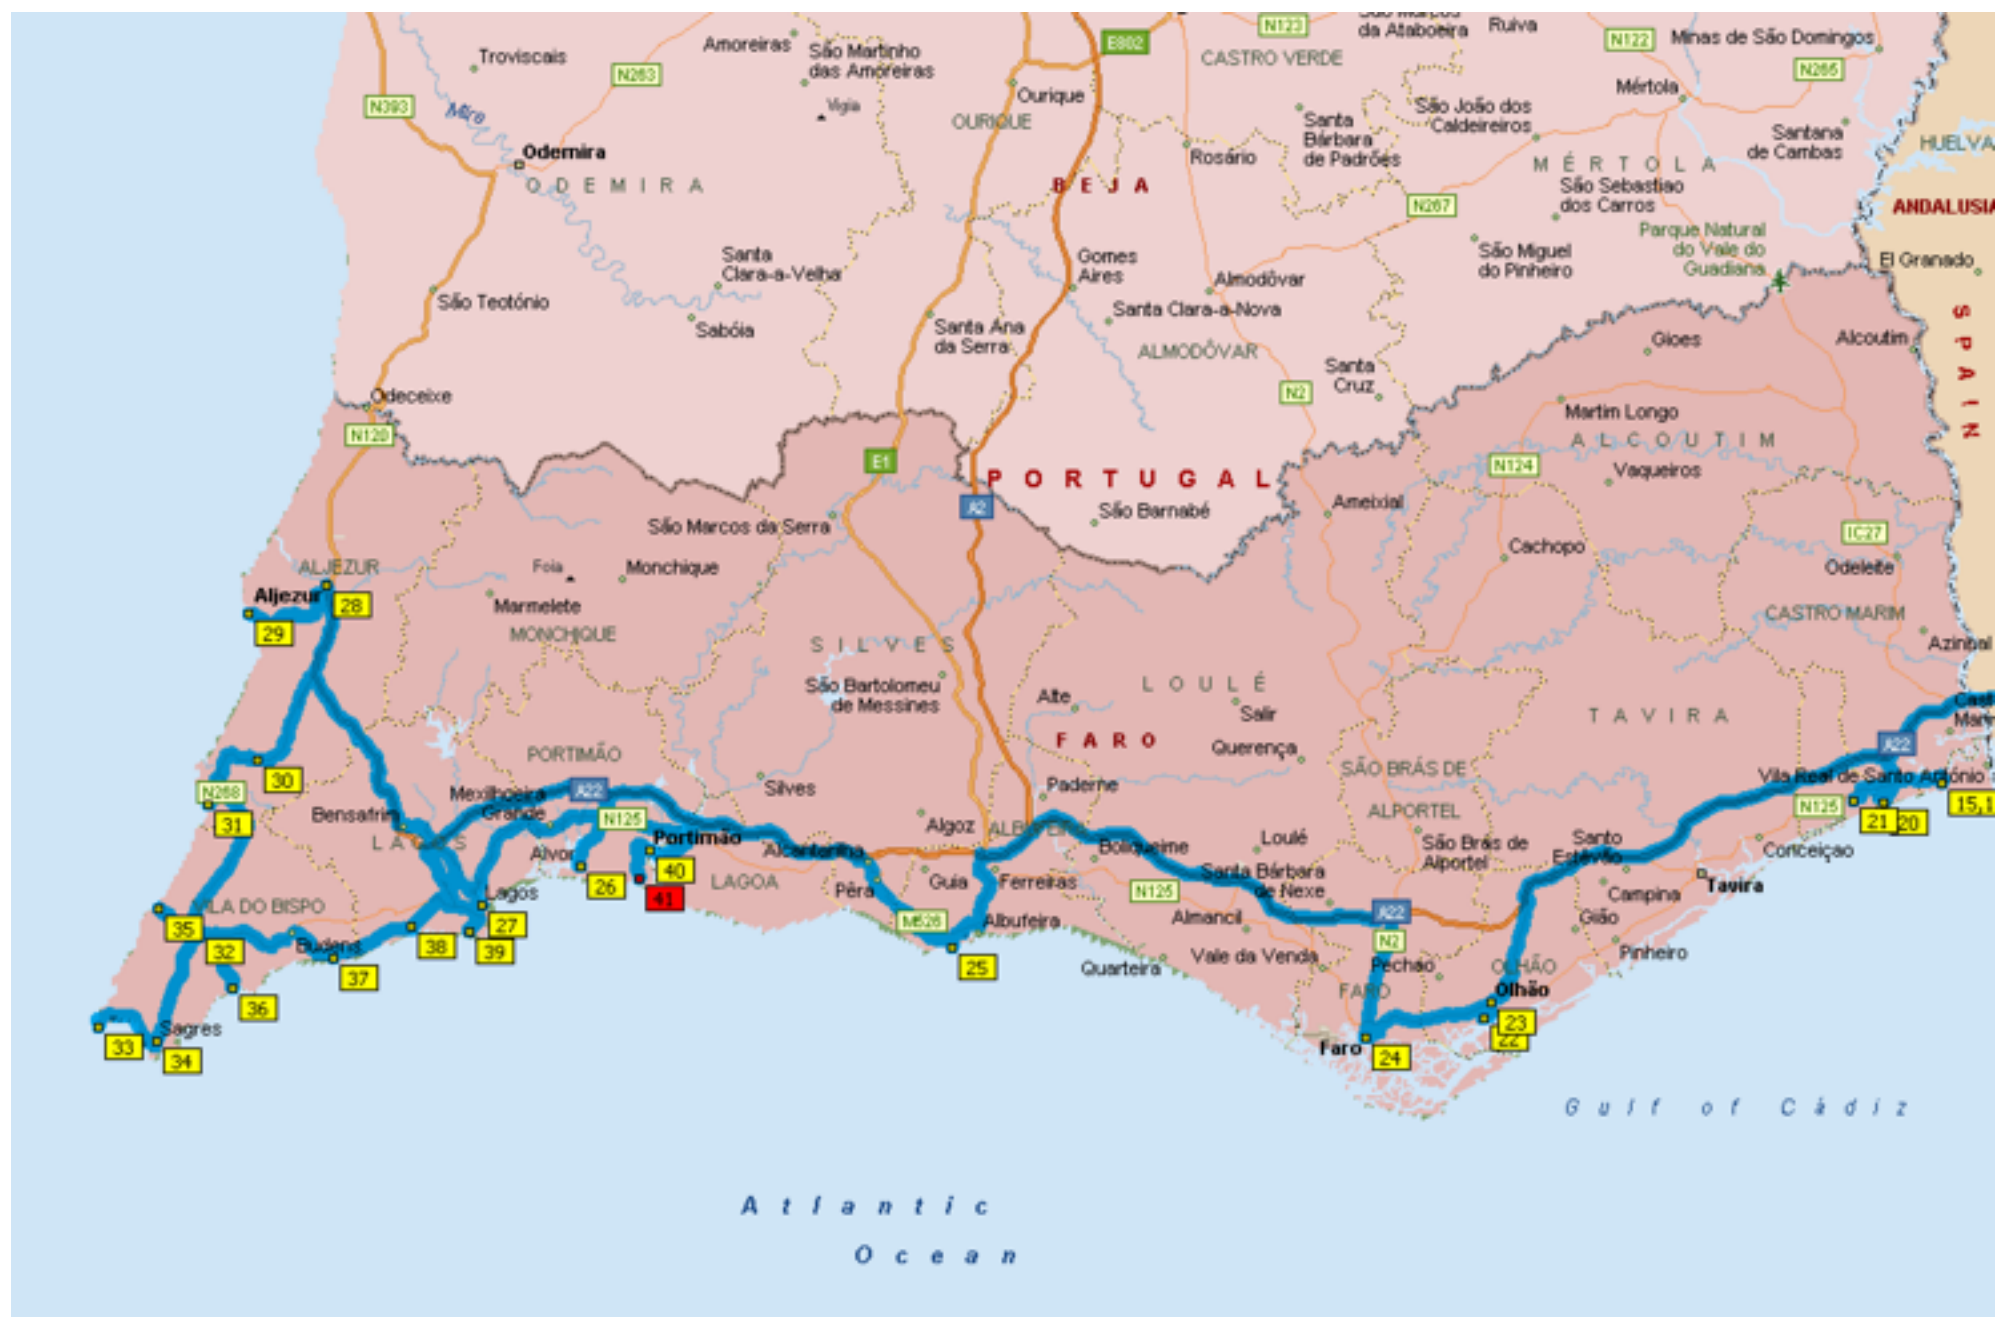 Troviscais
Amoreiras
São Martinho
das Amoreiras
N263
N393
Vigia
Mira
Odemira
ODEMIRA
E802
N123
da Ataboeira
Ruiva
CASTRO VERDE
N122
Minas de São Domingos
N265
Ourique
OURIQUE
Mértola
São João dos
Caldeireiros
Santa
Bárbara
de Padrões
Santana
de Cambas
HUELVA
Rosário
BEJA
MÉRTOLA
São Sebastiao
dos Carros
N267
ANDALUSIA
Parque Natural
do Vale do
Guadiana
São Miguel
do Pinheiro
El Granado
Santa
Clara-a-Velha
Gomes
Aires
Almodôvar
São Teotónio
Sabóia
Santa Clara-a-Nova
Santa Ana
da Serra
ALMODÔVAR
Gioes
Alcoutim
SPAIN
Santa
Cruz
N2
Odeceixe
N120
Martim Longo
ALCOUTIM
E1
PORTUGAL
N124
Vaqueiros
A2
São Barnabé
Ameixial
São Marcos da Serra
IC27
Cachopo
Odeleite
ALJEZUR
Foia
Monchique
Aljezur
28
Marmelete
29
MONCHIQUE
CASTRO MARIM
Azinhal
SILVES
São Bartolomeu
de Messines
Alte
LOULÉ
Salir
TAVIRA
FARO
Querença
PORTIMÃO
SÃO BRÁS DE
ALPORTEL
A22
30
N268
31
Mexilhoeira
Grande
A22
Silves
Paderne
Vila Real de Santo António
N125
15,1
21
20
Bensafrim
LAGOS
N125
Portimão
Algoz
ALBUFEIRA
Boliqueime
Loulé
São Brás de
Alportel
Santo
Estêvão
Conceiçao
Alvor
40
Alcantarilha
26
41
LAGOA
Pêra
Guia
Ferreiras
N125
Santa Bárbara
de Nexe
Campina
Tavira
Lagos
VILA DO BISPO
35
32
Budens
38
27
39
M526
Albufeira
Almancil
A22
N2
Gião
Pinheiro
37
25
Quarteira
Vale da Venda
Pechao
OLHÃO
FARO
Olhão
36
33
Sagres
34
Faro
24
23
22
Gulf of Cádiz
Atlantic
Ocean